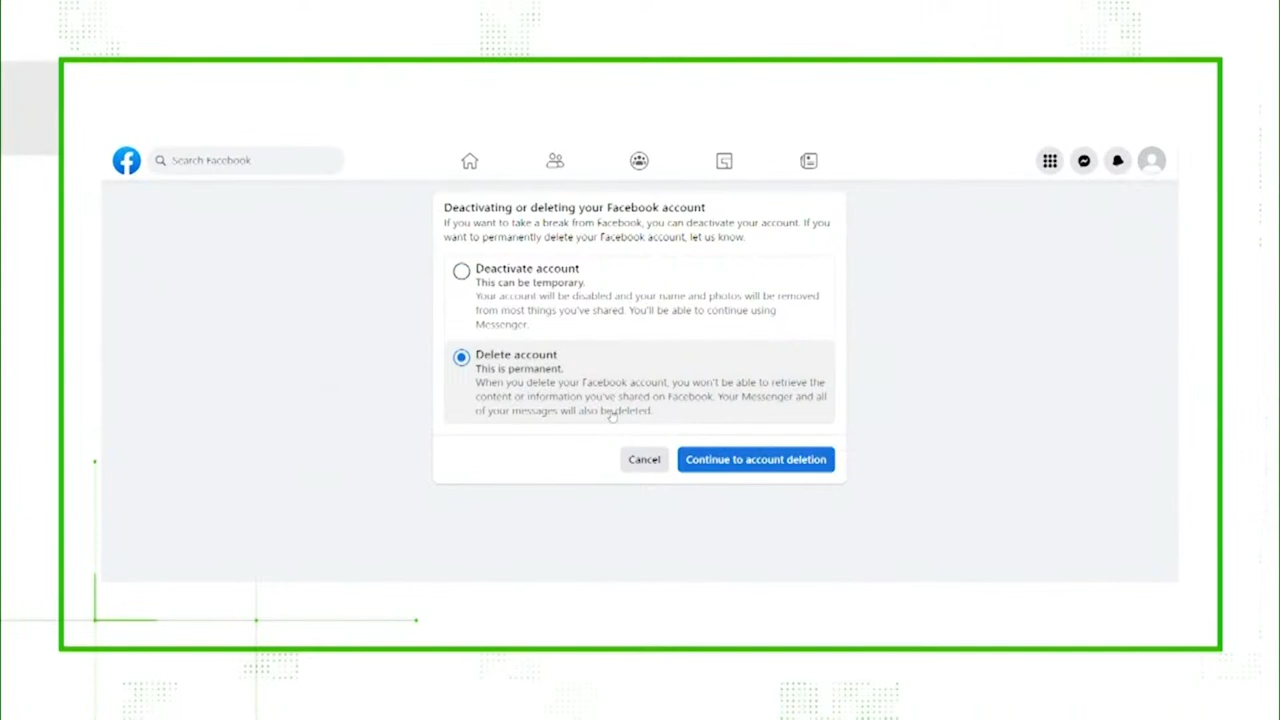 Search Facebook
Deactivating or deleting your Facebook account
If you want to take a break from Facebook, you can deactivate your account. If you
want to permanently delete your Facebook account, let us know.
Deactivate account
This can be temporary.
Your account will be disabled and your name and photos will be removed
from most things you've shared. You'll be able to continue using
Messenger.
Delete account
This is permanent.
When you delete your Facebook account, you won't be able to retrieve the
content or information you've shared on Facebook. Your Messenger and all
of your messages will also be deleted.
Cancel
Continue to account deletion